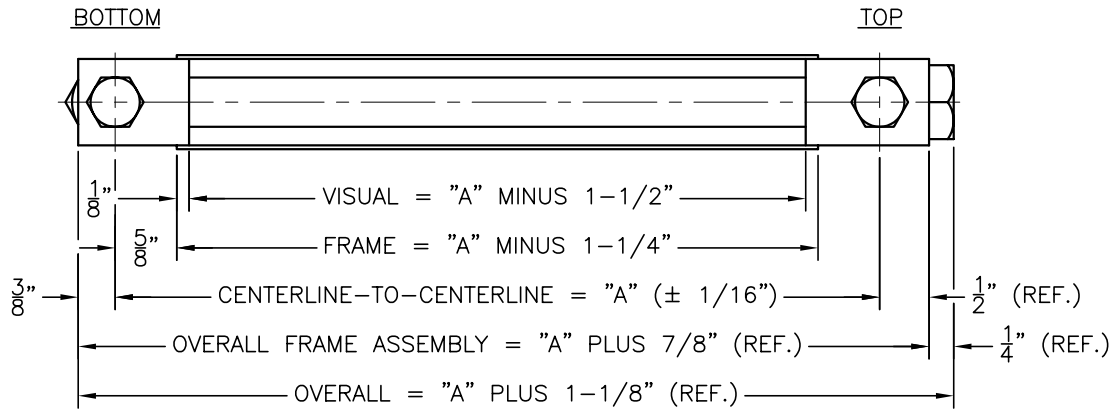 BOTTOM TOP
1/8" VISUAL = "A" MINUS 1-1/2"
5/8" FRAME = "A" MINUS 1-1/4"
3/8" CENTERLINE-TO-CENTERLINE = "A" (± 1/16") 1/2" (REF.)
OVERALL FRAME ASSEMBLY = "A" PLUS 7/8" (REF.) 1/4" (REF.)
OVERALL = "A" PLUS 1-1/8" (REF.)